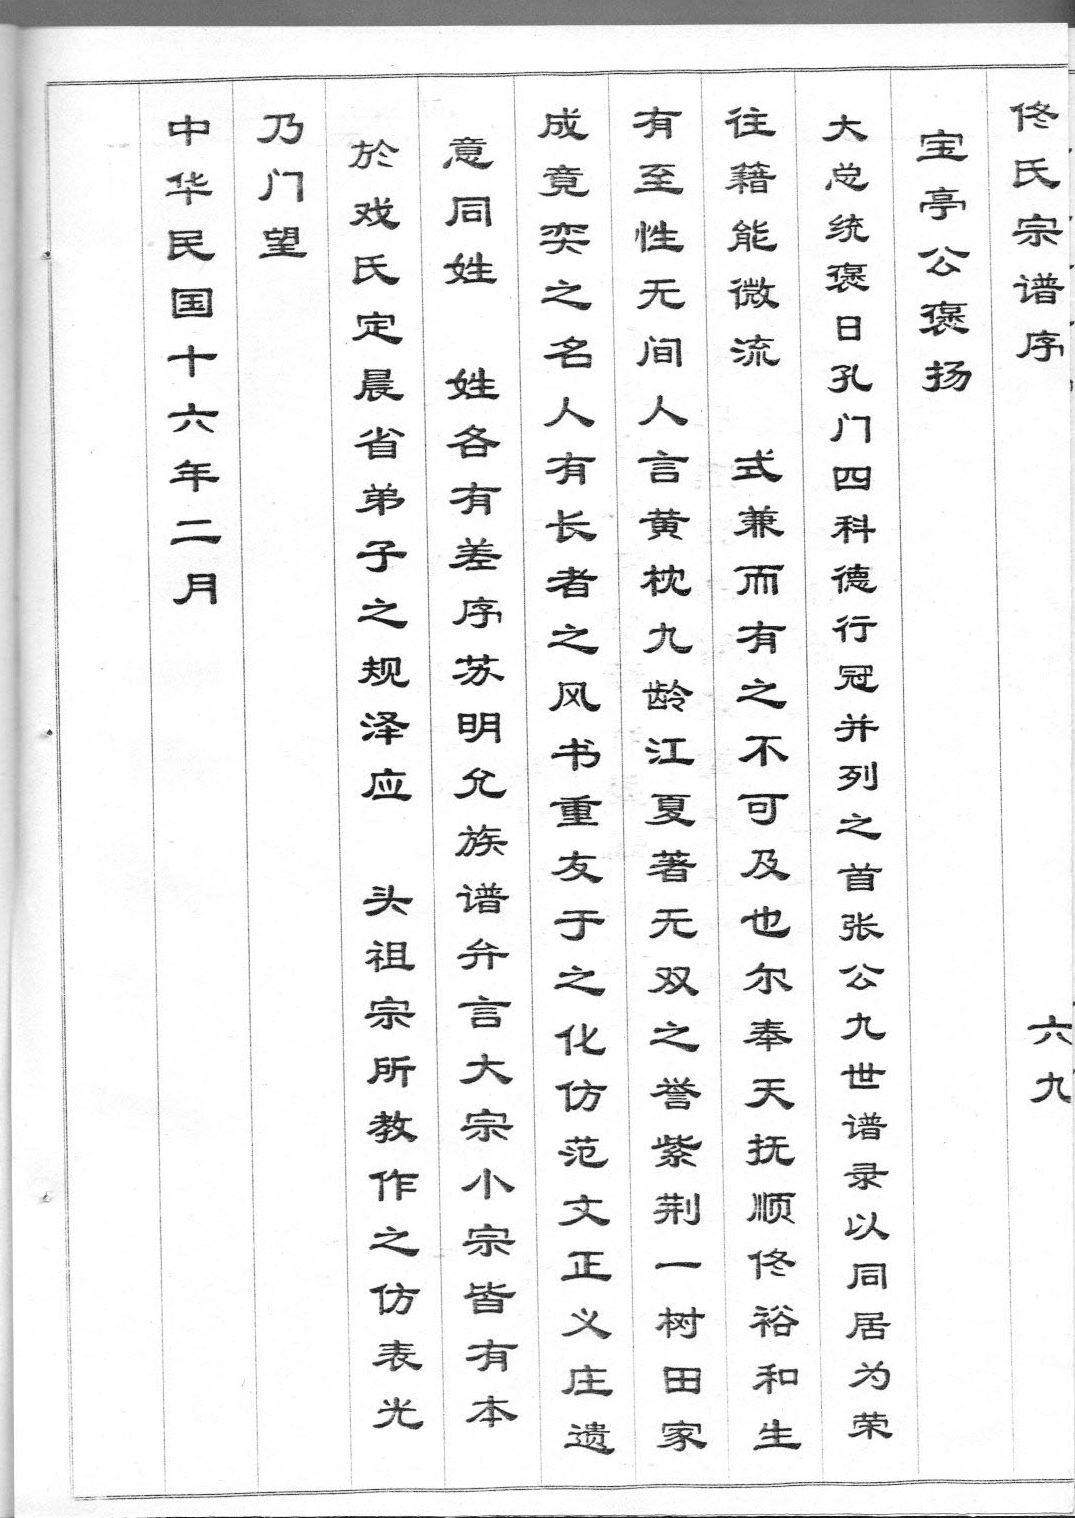 佟氏宗谱序 六九
宝亭公褒扬
大总统褒日孔门四科德行冠并列之首张公九世谱录以同居为荣
往藉能微流 式兼而有之不可及也尔奉天抚顺佟裕和生
有至性无间人言黄枕九龄江夏著无双之誉紫荆一树田家
成竟奕之名人有长者之风书重友于之化仿范文正义庄遗
意同姓 姓各有差序苏明允族谱弁言大宗小宗皆有本
於戏氏定晨省弟子之规泽应 头祖宗所教作之仿表光
乃门望
中华民国十六年二月